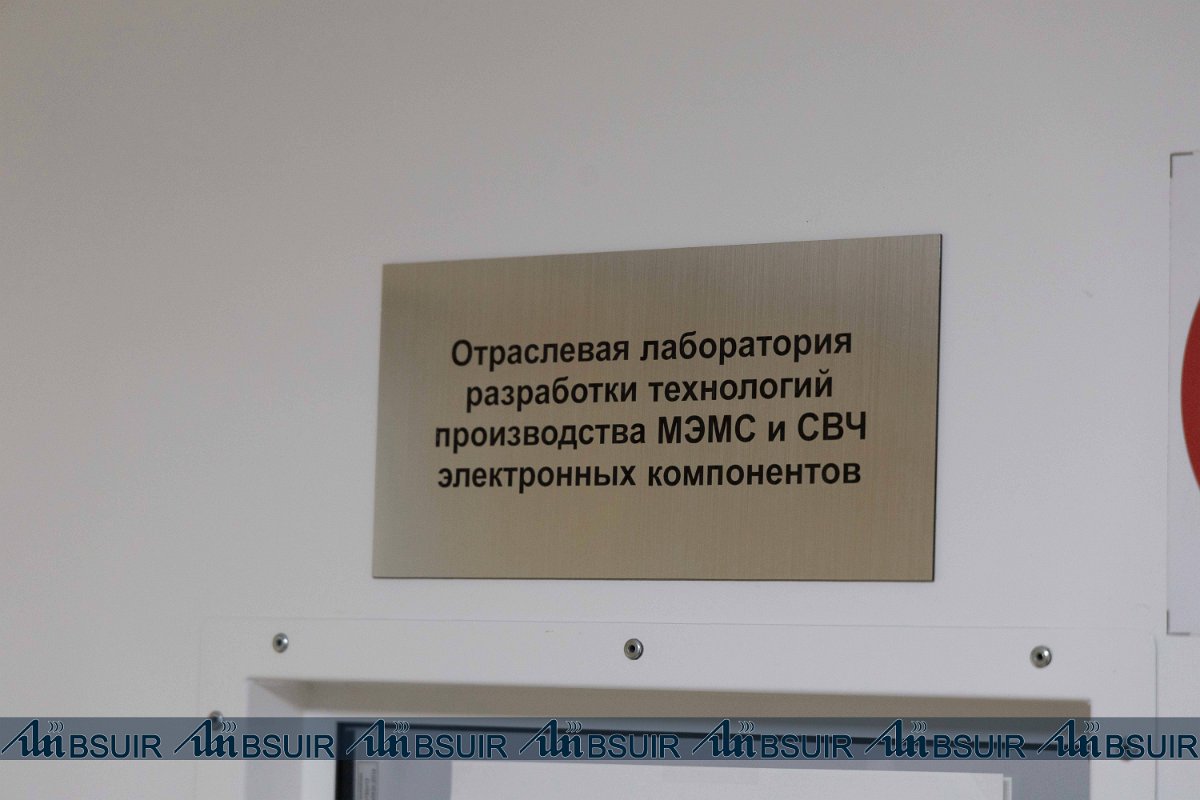 Отраслевая лаборатория
разработки технологий
производства МЭМС и СВЧ
электронных компонентов
BSUIR BSUIR BSUIR BSUIR BSUIR BSUIR BSUIR